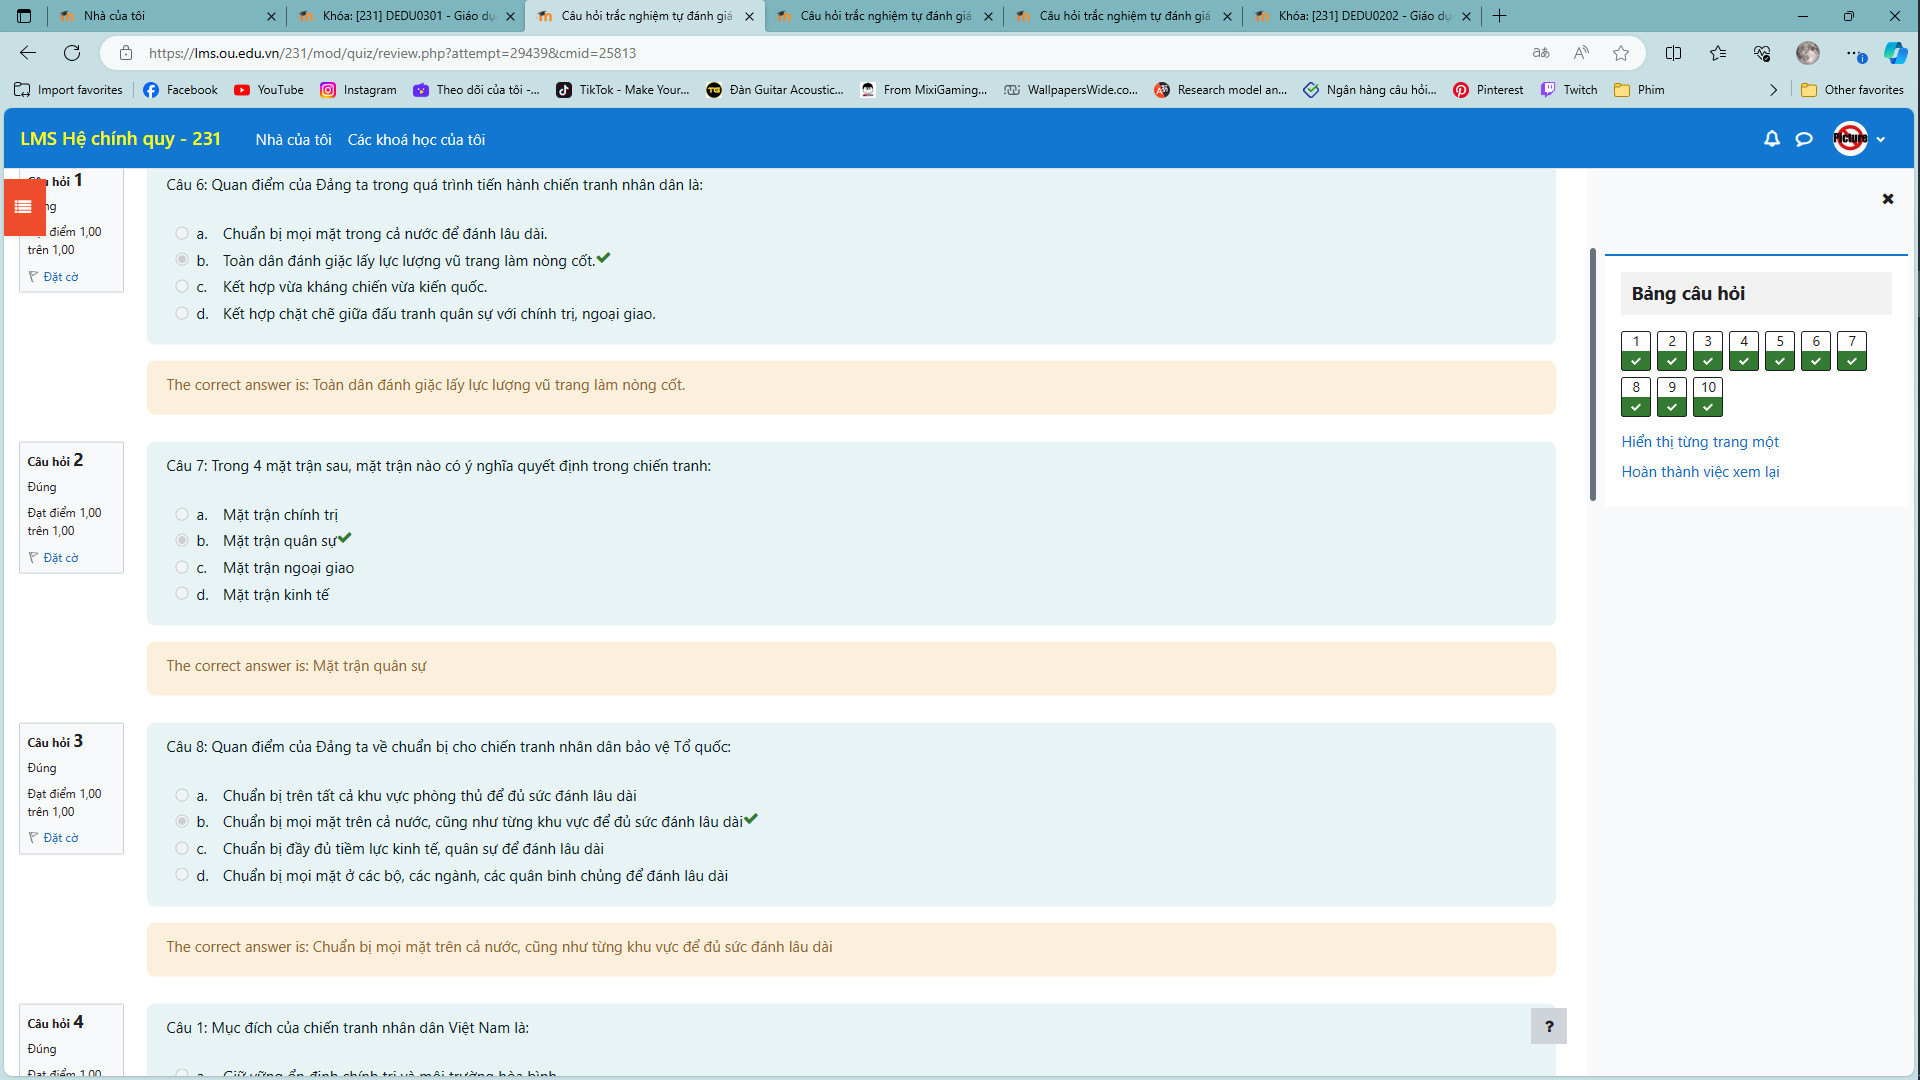 Nhà của tôi
Khóa: [231] DEDU0301 - Giáo dụ
Câu hỏi trắc nghiệm tự đánh giá
Câu hỏi trắc nghiệm tự đánh giá
Câu hỏi trắc nghiệm tự đánh giá
Khóa: [231] DEDU0202 - Giáo dụ
https://lms.ou.edu.vn/231/mod/quiz/review.php?attempt=29439&cmid=25813
Import favorites
Facebook
YouTube
Instagram
Theo dõi của tôi -...
TikTok - Make Your...
Đàn Guitar Acoustic...
From MixiGaming...
WallpapersWide.co...
Research model an...
Ngân hàng câu hỏi...
Pinterest
Twitch
Phim
Other favorites
LMS Hệ chính quy - 231
Nhà của tôi
Các khoá học của tôi
Picture
hỏi 1
điểm 1,00
trên 1,00
Đặt cờ
Câu 6: Quan điểm của Đảng ta trong quá trình tiến hành chiến tranh nhân dân là:
a. Chuẩn bị mọi mặt trong cả nước để đánh lâu dài.
b. Toàn dân đánh giặc lấy lực lượng vũ trang làm nòng cốt.
c. Kết hợp vừa kháng chiến vừa kiến quốc.
d. Kết hợp chặt chẽ giữa đấu tranh quân sự với chính trị, ngoại giao.
The correct answer is: Toàn dân đánh giặc lấy lực lượng vũ trang làm nòng cốt.
Câu hỏi 2
Đúng
Đạt điểm 1,00
trên 1,00
Đặt cờ
Câu 7: Trong 4 mặt trận sau, mặt trận nào có ý nghĩa quyết định trong chiến tranh:
a. Mặt trận chính trị
b. Mặt trận quân sự
c. Mặt trận ngoại giao
d. Mặt trận kinh tế
The correct answer is: Mặt trận quân sự
Câu hỏi 3
Đúng
Đạt điểm 1,00
trên 1,00
Đặt cờ
Câu 8: Quan điểm của Đảng ta về chuẩn bị cho chiến tranh nhân dân bảo vệ Tổ quốc:
a. Chuẩn bị trên tất cả khu vực phòng thủ để đủ sức đánh lâu dài
b. Chuẩn bị mọi mặt trên cả nước, cũng như từng khu vực để đủ sức đánh lâu dài
c. Chuẩn bị đầy đủ tiềm lực kinh tế, quân sự để đánh lâu dài
d. Chuẩn bị mọi mặt ở các bộ, các ngành, các quân binh chủng để đánh lâu dài
The correct answer is: Chuẩn bị mọi mặt trên cả nước, cũng như từng khu vực để đủ sức đánh lâu dài
Câu hỏi 4
Đúng
Đạt điểm 1,00
Câu 1: Mục đích của chiến tranh nhân dân Việt Nam là:
a. Giữ vững ổn định chính trị và môi trường hòa bình
?
Bảng câu hỏi
1 2 3 4 5 6 7
8 9 10
Hiển thị từng trang một
Hoàn thành việc xem lại